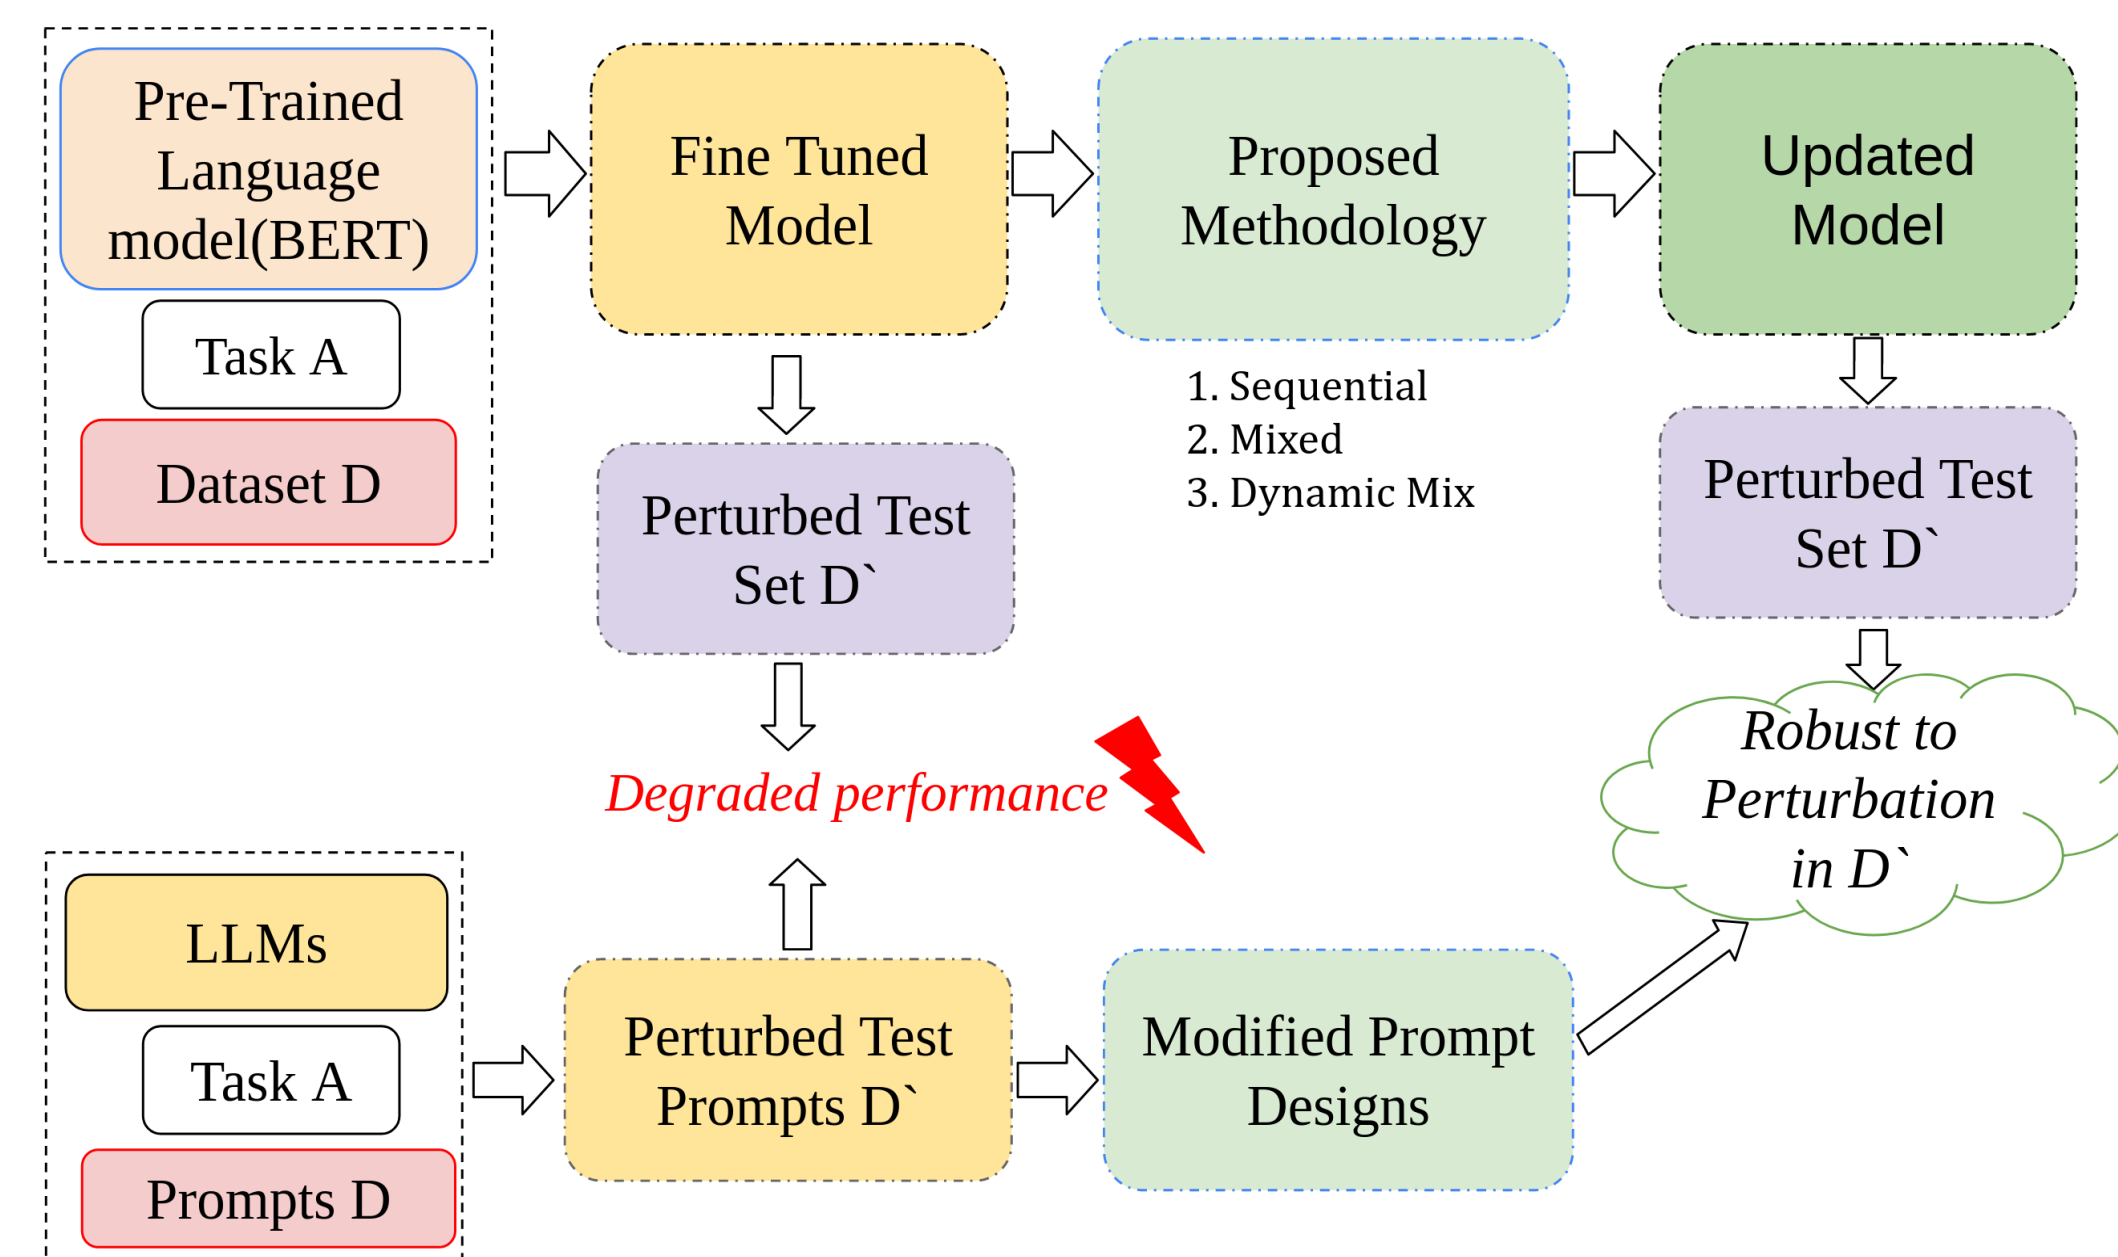 Pre-Trained
Language
model(BERT)
Task A
Dataset D
Fine Tuned
Model
Proposed
Methodology
1. Sequential
2. Mixed
3. Dynamic Mix
Updated
Model
Perturbed Test
Set D`
Perturbed Test
Set D`
Degraded performance
Robust to
Perturbation
in D`
LLMs
Task A
Prompts D
Perturbed Test
Prompts D`
Modified Prompt
Designs